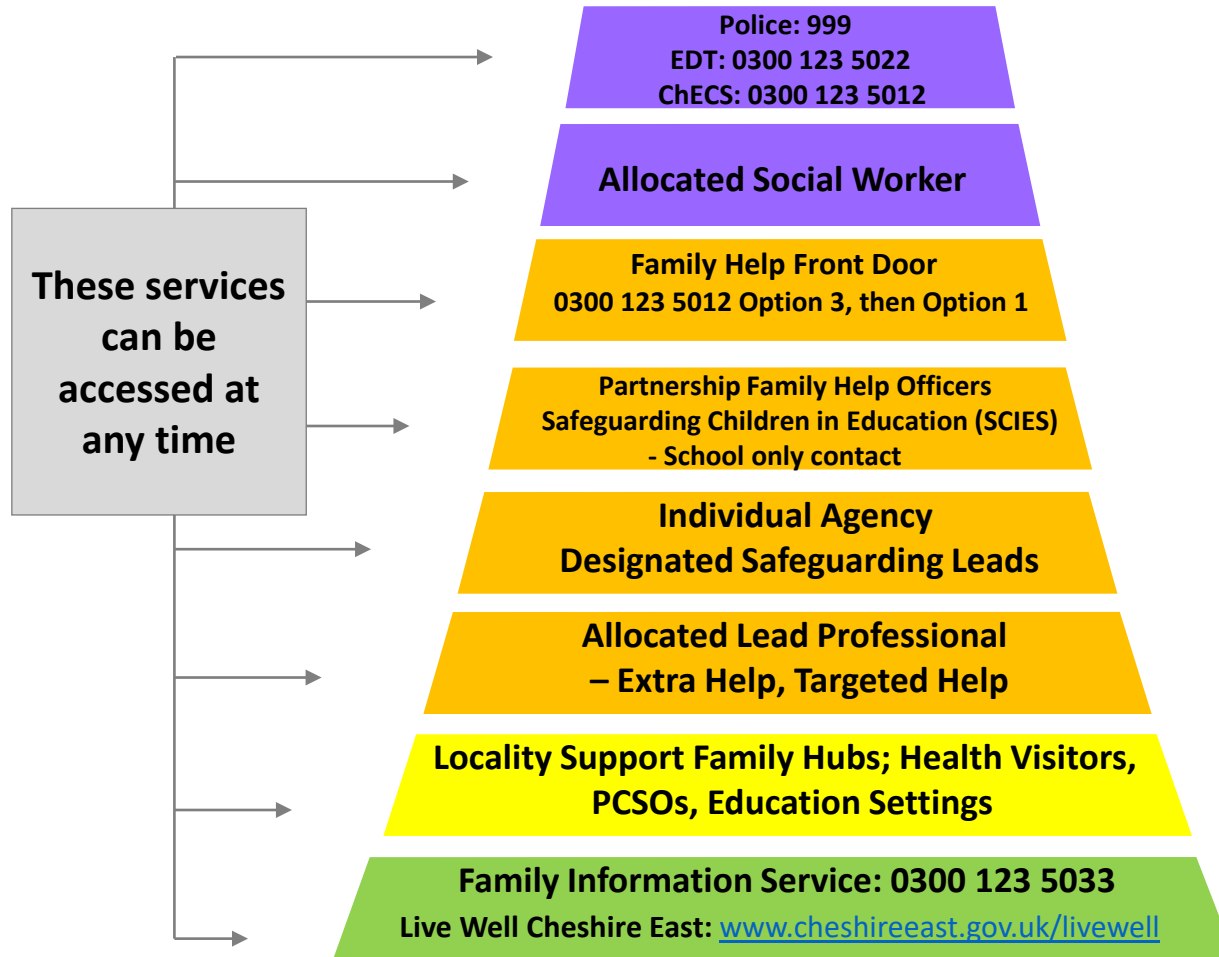 Police: 999
EDT: 0300 123 5022
ChECS: 0300 123 5012
Allocated Social Worker
These services
can be
accessed at
any time
Family Help Front Door
0300 123 5012 Option 3, then Option 1
Partnership Family Help Officers
Safeguarding Children in Education (SCIES)
- School only contact
Individual Agency
Designated Safeguarding Leads
Allocated Lead Professional
– Extra Help, Targeted Help
Locality Support Family Hubs; Health Visitors,
PCSOs, Education Settings
Family Information Service: 0300 123 5033
Live Well Cheshire East: www.cheshireeast.gov.uk/livewell